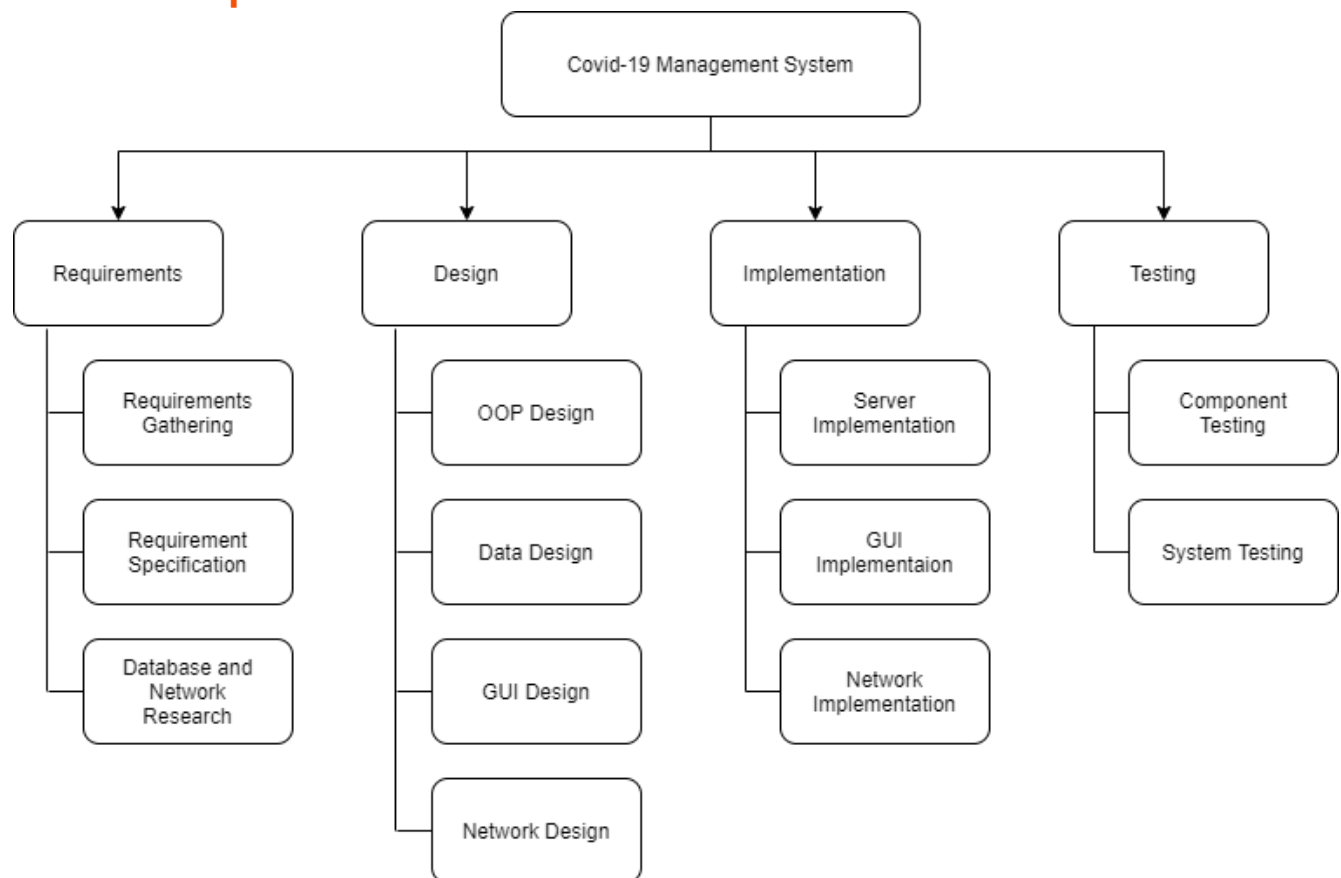 Covid-19 Management System
Requirements
Design
Implementation
Testing
Requirements
Gathering
OOP Design
Server
Implementation
Component
Testing
Requirement
Specification
Data Design
GUI
Implementaion
System Testing
Database and
Network
Research
GUI Design
Network
Implementation
Network Design